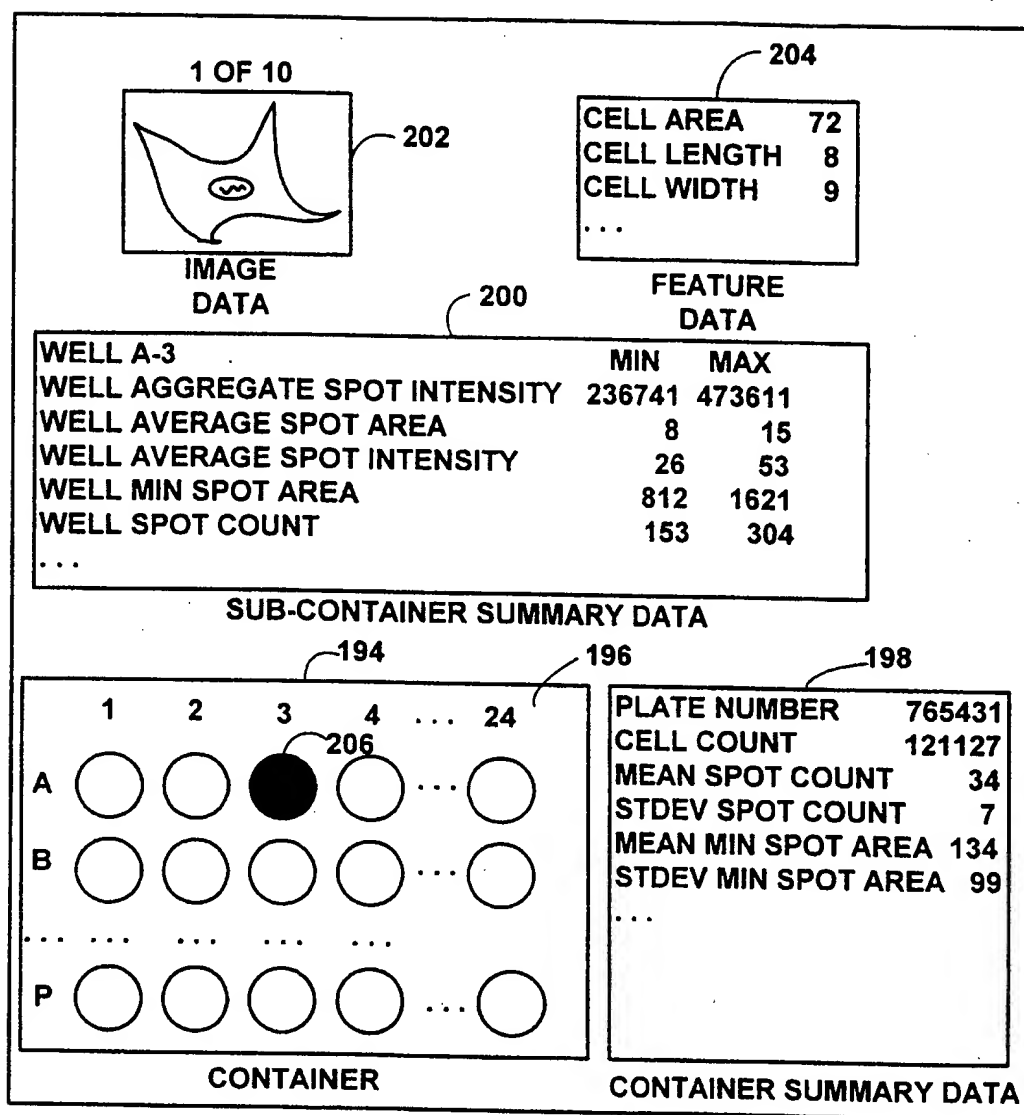 204
1 OF 10
202
CELL AREA 72
CELL LENGTH 8
CELL WIDTH 9
...
IMAGE
DATA
FEATURE
DATA
200
WELL A-3 MIN MAX
WELL AGGREGATE SPOT INTENSITY 236741 473611
WELL AVERAGE SPOT AREA 8 15
WELL AVERAGE SPOT INTENSITY 26 53
WELL MIN SPOT AREA 812 1621
WELL SPOT COUNT 153 304
...
SUB-CONTAINER SUMMARY DATA
194 196 198
1 2 3 4 ... 24
206
A ...
B ...
... ... ... ... ...
P ...
CONTAINER
PLATE NUMBER 765431
CELL COUNT 121127
MEAN SPOT COUNT 34
STDEV SPOT COUNT 7
MEAN MIN SPOT AREA 134
STDEV MIN SPOT AREA 99
...
CONTAINER SUMMARY DATA